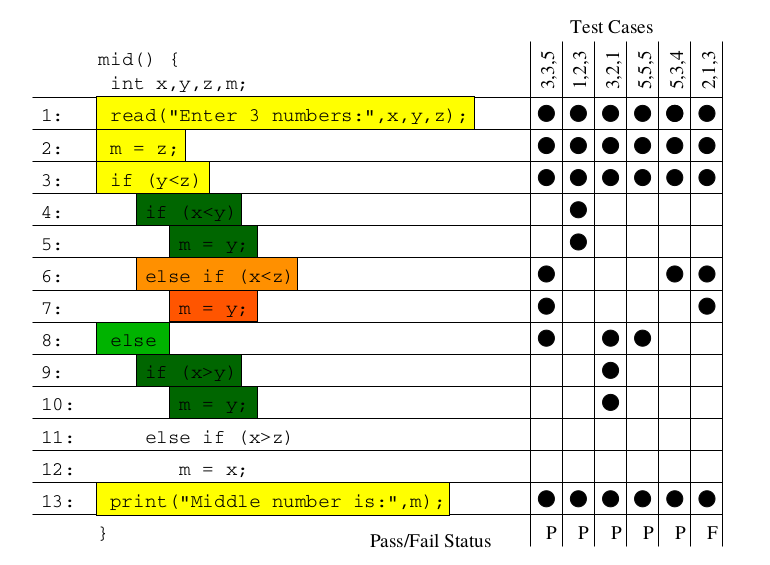 Test Cases
mid() {
int x,y,z,m;
3,3,5
1,2,3
3,2,1
5,5,5
5,3,4
2,1,3
1: read("Enter 3 numbers:",x,y,z);
2: m = z;
3: if (y<z)
4: if (x<y)
5: m = y;
6: else if (x<z)
7: m = y;
8: else
9: if (x>y)
10: m = y;
11: else if (x>z)
12: m = x;
13: print("Middle number is:",m);
} Pass/Fail Status P P P P P F